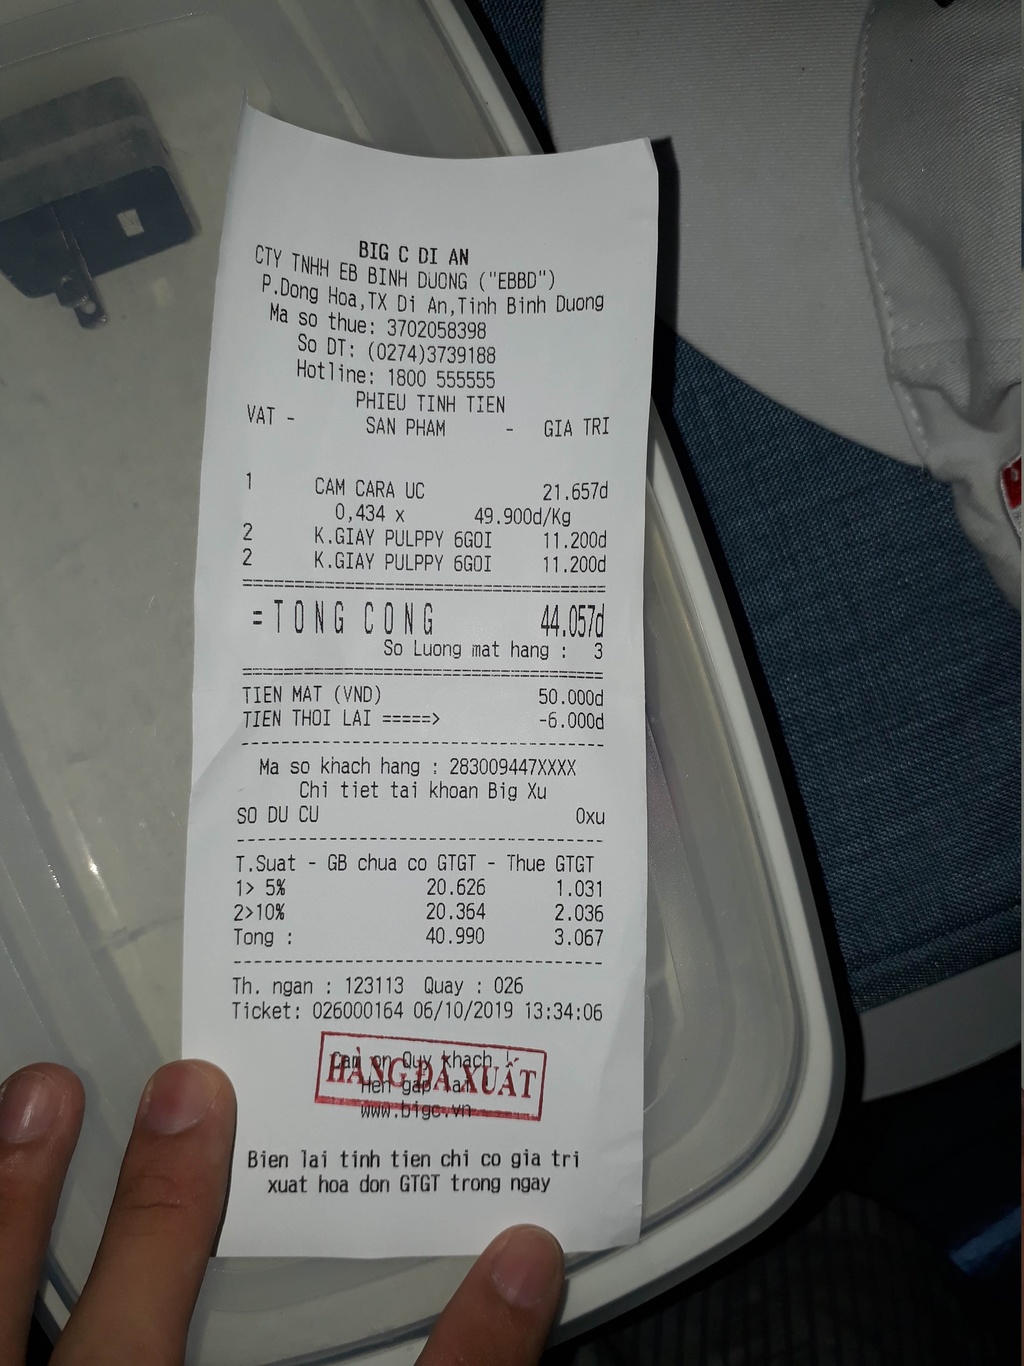 BIG C DI AN
CTY TNHH EB BINH DUONG ("EBBD")
P.Dong Hoa,TX Di An,Tinh Binh Duong
Ma so thue: 3702058398
So DT: (0274)3739188
Hotline: 1800 555555
PHIEU TINH TIEN
VAT - SAN PHAM - GIA TRI
1 CAM CARA UC 21.657d
0,434 x 49.900d/Kg
2 K.GIAY PULPPY 6GOI 11.200d
2 K.GIAY PULPPY 6GOI 11.200d
=====================================
=TONG CONG 44.057d
So Luong mat hang : 3
=====================================
TIEN MAT (VND) 50.000d
TIEN THOI LAI =====> -6.000d
-------------------------------------
Ma so khach hang : 283009447XXXX
Chi tiet tai khoan Big Xu
SO DU CU 0xu
-------------------------------------
T.Suat - GB chua co GTGT - Thue GTGT
1> 5% 20.626 1.031
2>10% 20.364 2.036
Tong : 40.990 3.067
-------------------------------------
Th. ngan : 123113 Quay : 026
Ticket: 026000164 06/10/2019 13:34:06
Cam on Quy khach !
HÀNG ĐÃ XUẤT
Hen gap lai
www.bigc.vn
Bien lai tinh tien chi co gia tri
xuat hoa don GTGT trong ngay